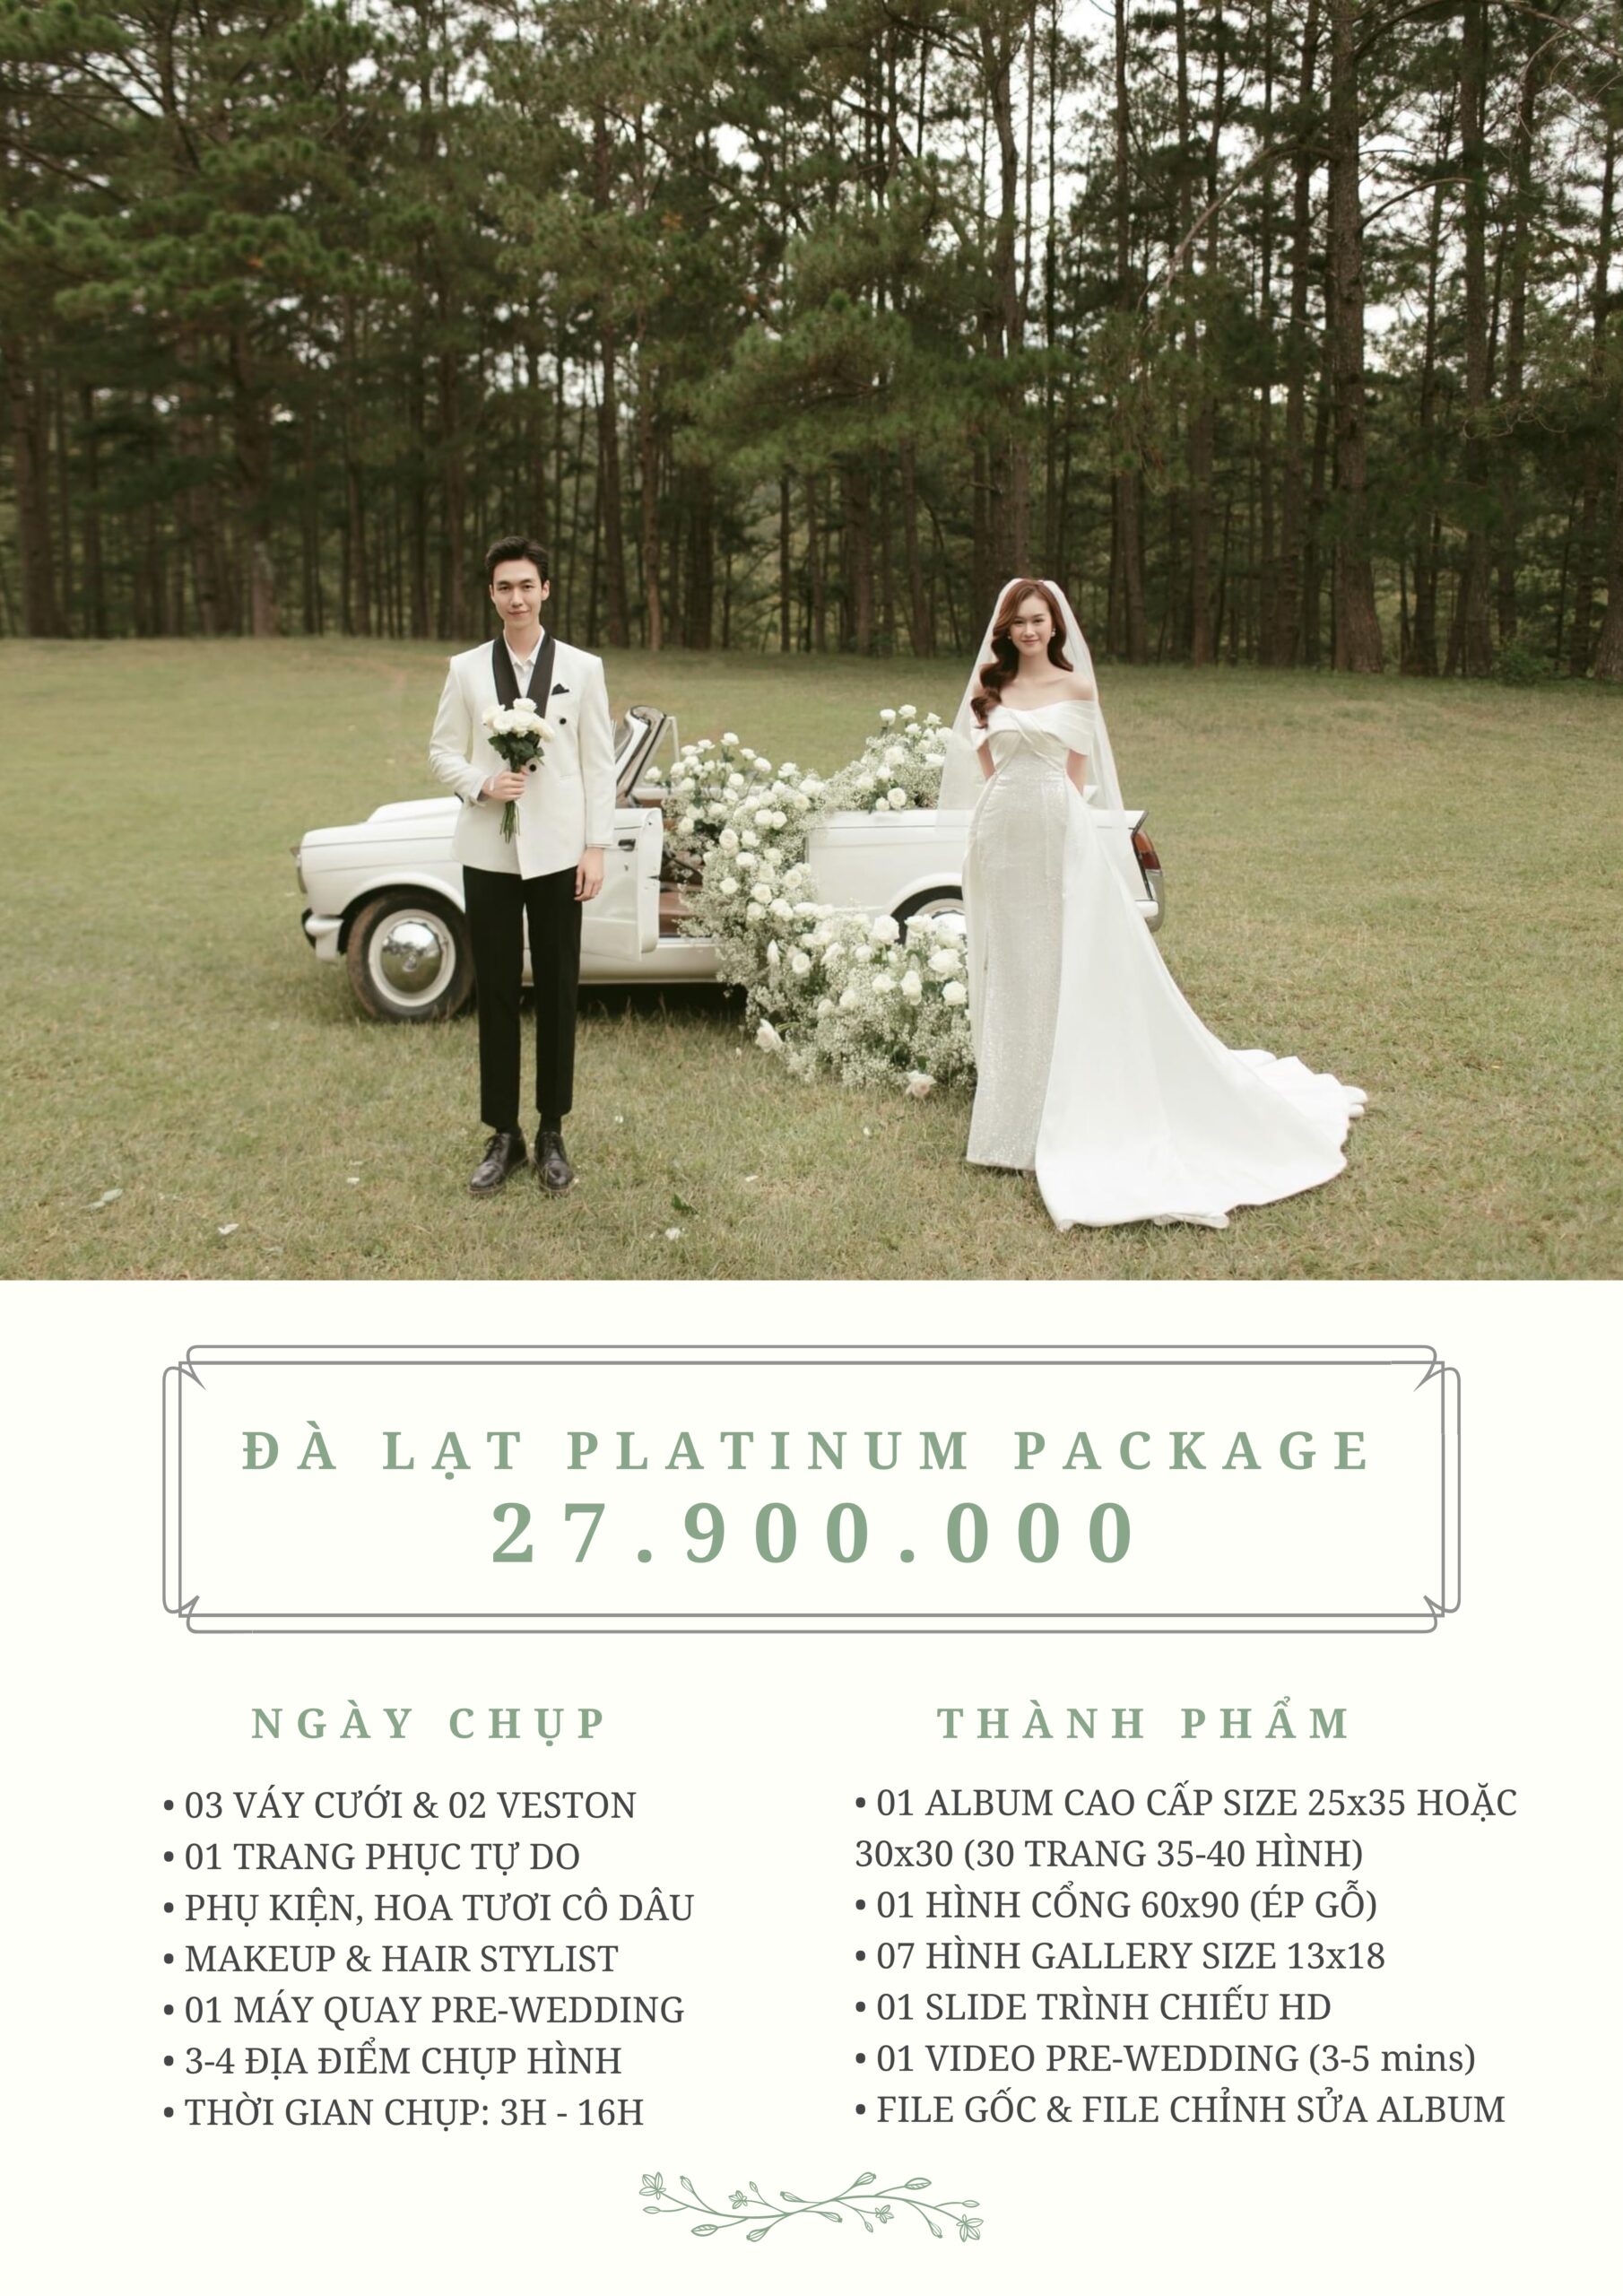 ĐÀ LẠT PLATINUM PACKAGE
27.900.000
NGÀY CHỤP
• 03 VÁY CƯỚI & 02 VESTON
• 01 TRANG PHỤC TỰ DO
• PHỤ KIỆN, HOA TƯƠI CÔ DÂU
• MAKEUP & HAIR STYLIST
• 01 MÁY QUAY PRE-WEDDING
• 3-4 ĐỊA ĐIỂM CHỤP HÌNH
• THỜI GIAN CHỤP: 3H - 16H
THÀNH PHẨM
• 01 ALBUM CAO CẤP SIZE 25x35 HOẶC
30x30 (30 TRANG 35-40 HÌNH)
• 01 HÌNH CỔNG 60x90 (ÉP GỖ)
• 07 HÌNH GALLERY SIZE 13x18
• 01 SLIDE TRÌNH CHIẾU HD
• 01 VIDEO PRE-WEDDING (3-5 mins)
• FILE GỐC & FILE CHỈNH SỬA ALBUM